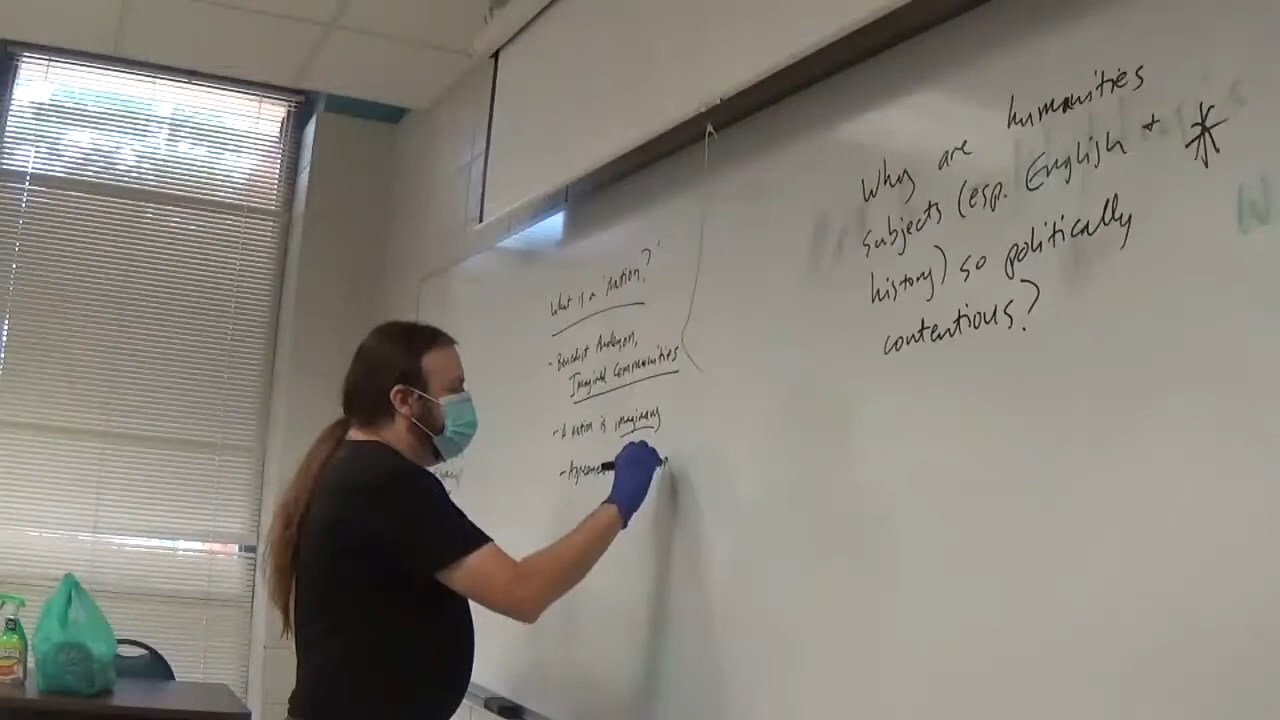 What is a 'Nation?'
- Benedict Anderson,
Imagined Communities
- A nation is imaginary
Why are humanities
subjects (esp. English +
history) so politically
contentious?